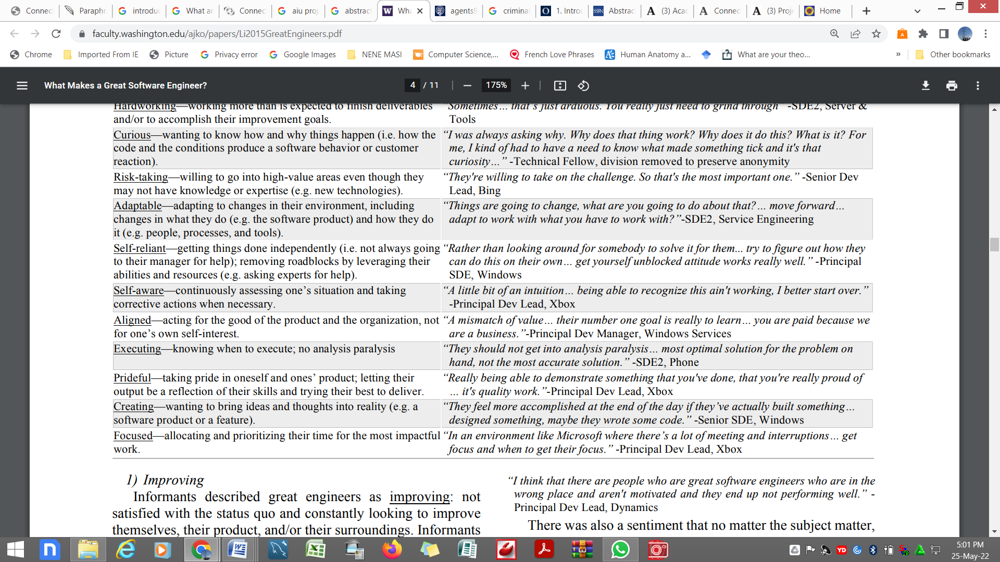 Connect
Paraphr
introduc
What ar
Connec
aiu proj
abstract
Wha
agents9
criminal
1. Introd
SSRN
Abstrac
(3) Acad
Connec
(3) Proje
Home
faculty.washington.edu/ajko/papers/Li2015GreatEngineers.pdf
Chrome
Imported From IE
Picture
Privacy error
Google Images
NENE MASI
Computer Science,...
French Love Phrases
Human Anatomy a...
What are your theo...
»
Other bookmarks
What Makes a Great Software Engineer?
4 / 11
175%
Hardworking—working more than is expected to finish deliverables
and/or to accomplish their improvement goals.
“Sometimes… that’s just arduous. You really just need to grind through” -SDE2, Server &
Tools
Curious—wanting to know how and why things happen (i.e. how the
code and the conditions produce a software behavior or customer
reaction).
“I was always asking why. Why does that thing work? Why does it do this? What is it? For
me, I kind of had to have a need to know what made something tick and it's that
curiosity…” -Technical Fellow, division removed to preserve anonymity
Risk-taking—willing to go into high-value areas even though they
may not have knowledge or expertise (e.g. new technologies).
“They're willing to take on the challenge. So that's the most important one.” -Senior Dev
Lead, Bing
Adaptable—adapting to changes in their environment, including
changes in what they do (e.g. the software product) and how they do
it (e.g. people, processes, and tools).
“Things are going to change, what are you going to do about that?… move forward…
adapt to work with what you have to work with?”-SDE2, Service Engineering
Self-reliant—getting things done independently (i.e. not always going
to their manager for help); removing roadblocks by leveraging their
abilities and resources (e.g. asking experts for help).
“Rather than looking around for somebody to solve it for them... try to figure out how they
can do this on their own… get yourself unblocked attitude works really well.” -Principal
SDE, Windows
Self-aware—continuously assessing one’s situation and taking
corrective actions when necessary.
“A little bit of an intuition… being able to recognize this ain't working, I better start over.”
-Principal Dev Lead, Xbox
Aligned—acting for the good of the product and the organization, not
for one’s own self-interest.
“A mismatch of value… their number one goal is really to learn… you are paid because we
are a business.”-Principal Dev Manager, Windows Services
Executing—knowing when to execute; no analysis paralysis
“They should not get into analysis paralysis… most optimal solution for the problem on
hand, not the most accurate solution.” -SDE2, Phone
Prideful—taking pride in oneself and ones’ product; letting their
output be a reflection of their skills and trying their best to deliver.
“Really being able to demonstrate something that you've done, that you're really proud of
… it's quality work.”-Principal Dev Lead, Xbox
Creating—wanting to bring ideas and thoughts into reality (e.g. a
software product or a feature).
“They feel more accomplished at the end of the day if they’ve actually built something…
designed something, maybe they wrote some code.” -Senior SDE, Windows
Focused—allocating and prioritizing their time for the most impactful
work.
“In an environment like Microsoft where there’s a lot of meeting and interruptions… get
focus and when to get their focus.” -Principal Dev Lead, Xbox
1) Improving
Informants described great engineers as improving: not
satisfied with the status quo and constantly looking to improve
themselves, their product, and/or their surroundings. Informants
“I think that there are people who are great software engineers who are in the
wrong place and aren't motivated and they end up not performing well.” -
Principal Dev Lead, Dynamics
There was also a sentiment that no matter the subject matter,
5:01 PM
25-May-22